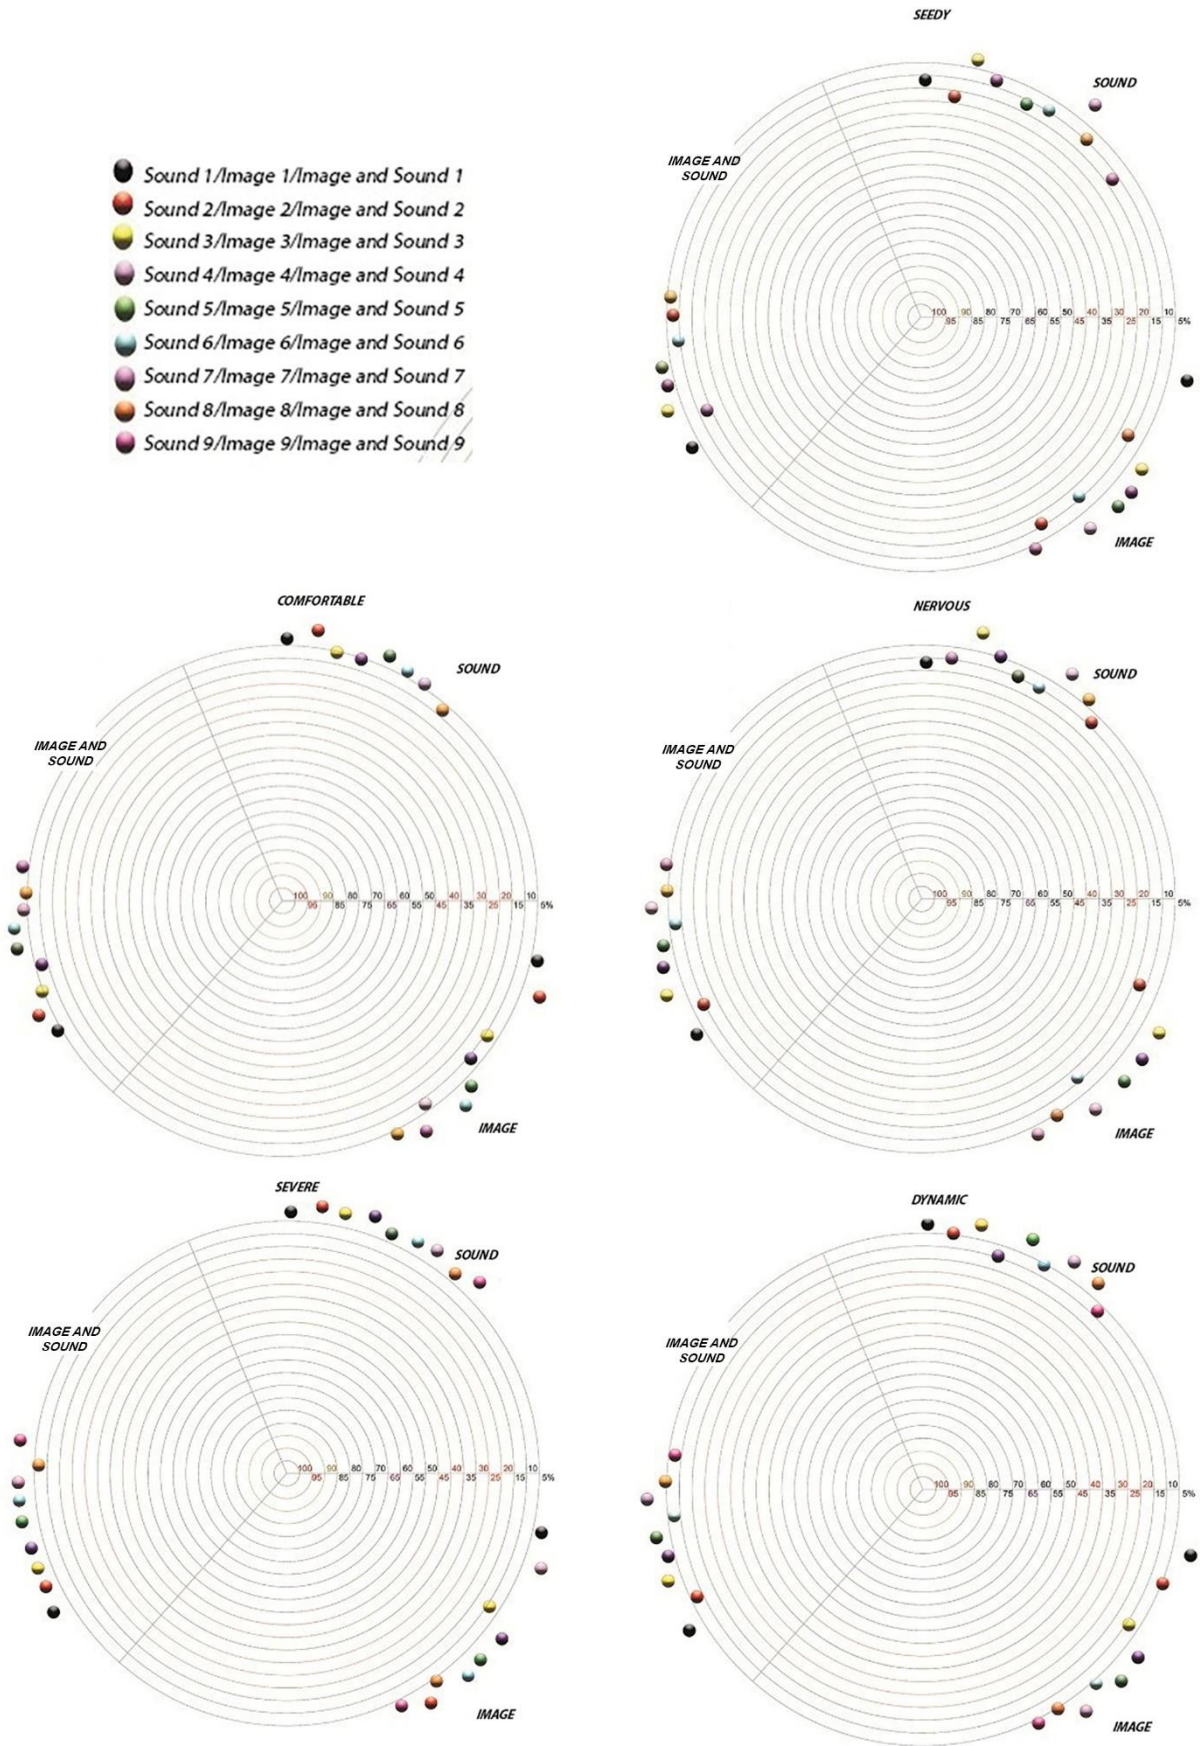 SEEDY
SOUND
IMAGE AND
SOUND
Sound 1/Image 1/Image and Sound 1
Sound 2/Image 2/Image and Sound 2
Sound 3/Image 3/Image and Sound 3
Sound 4/Image 4/Image and Sound 4
Sound 5/Image 5/Image and Sound 5
Sound 6/Image 6/Image and Sound 6
Sound 7/Image 7/Image and Sound 7
Sound 8/Image 8/Image and Sound 8
Sound 9/Image 9/Image and Sound 9
100 90 80 70 60 50 40 30 20 10
95 85 75 65 55 45 35 25 15 5%
IMAGE
COMFORTABLE
SOUND
IMAGE AND
SOUND
100 90 80 70 60 50 40 30 20 10
95 85 75 65 55 45 35 25 15 5%
IMAGE
NERVOUS
SOUND
IMAGE AND
SOUND
100 90 80 70 60 50 40 30 20 10
95 85 75 65 55 45 35 25 15 5%
IMAGE
SEVERE
SOUND
IMAGE AND
SOUND
100 90 80 70 60 50 40 30 20 10
95 85 75 65 55 45 35 25 15 5%
IMAGE
DYNAMIC
SOUND
IMAGE AND
SOUND
100 90 80 70 60 50 40 30 20 10
95 85 75 65 55 45 35 25 15 5%
IMAGE